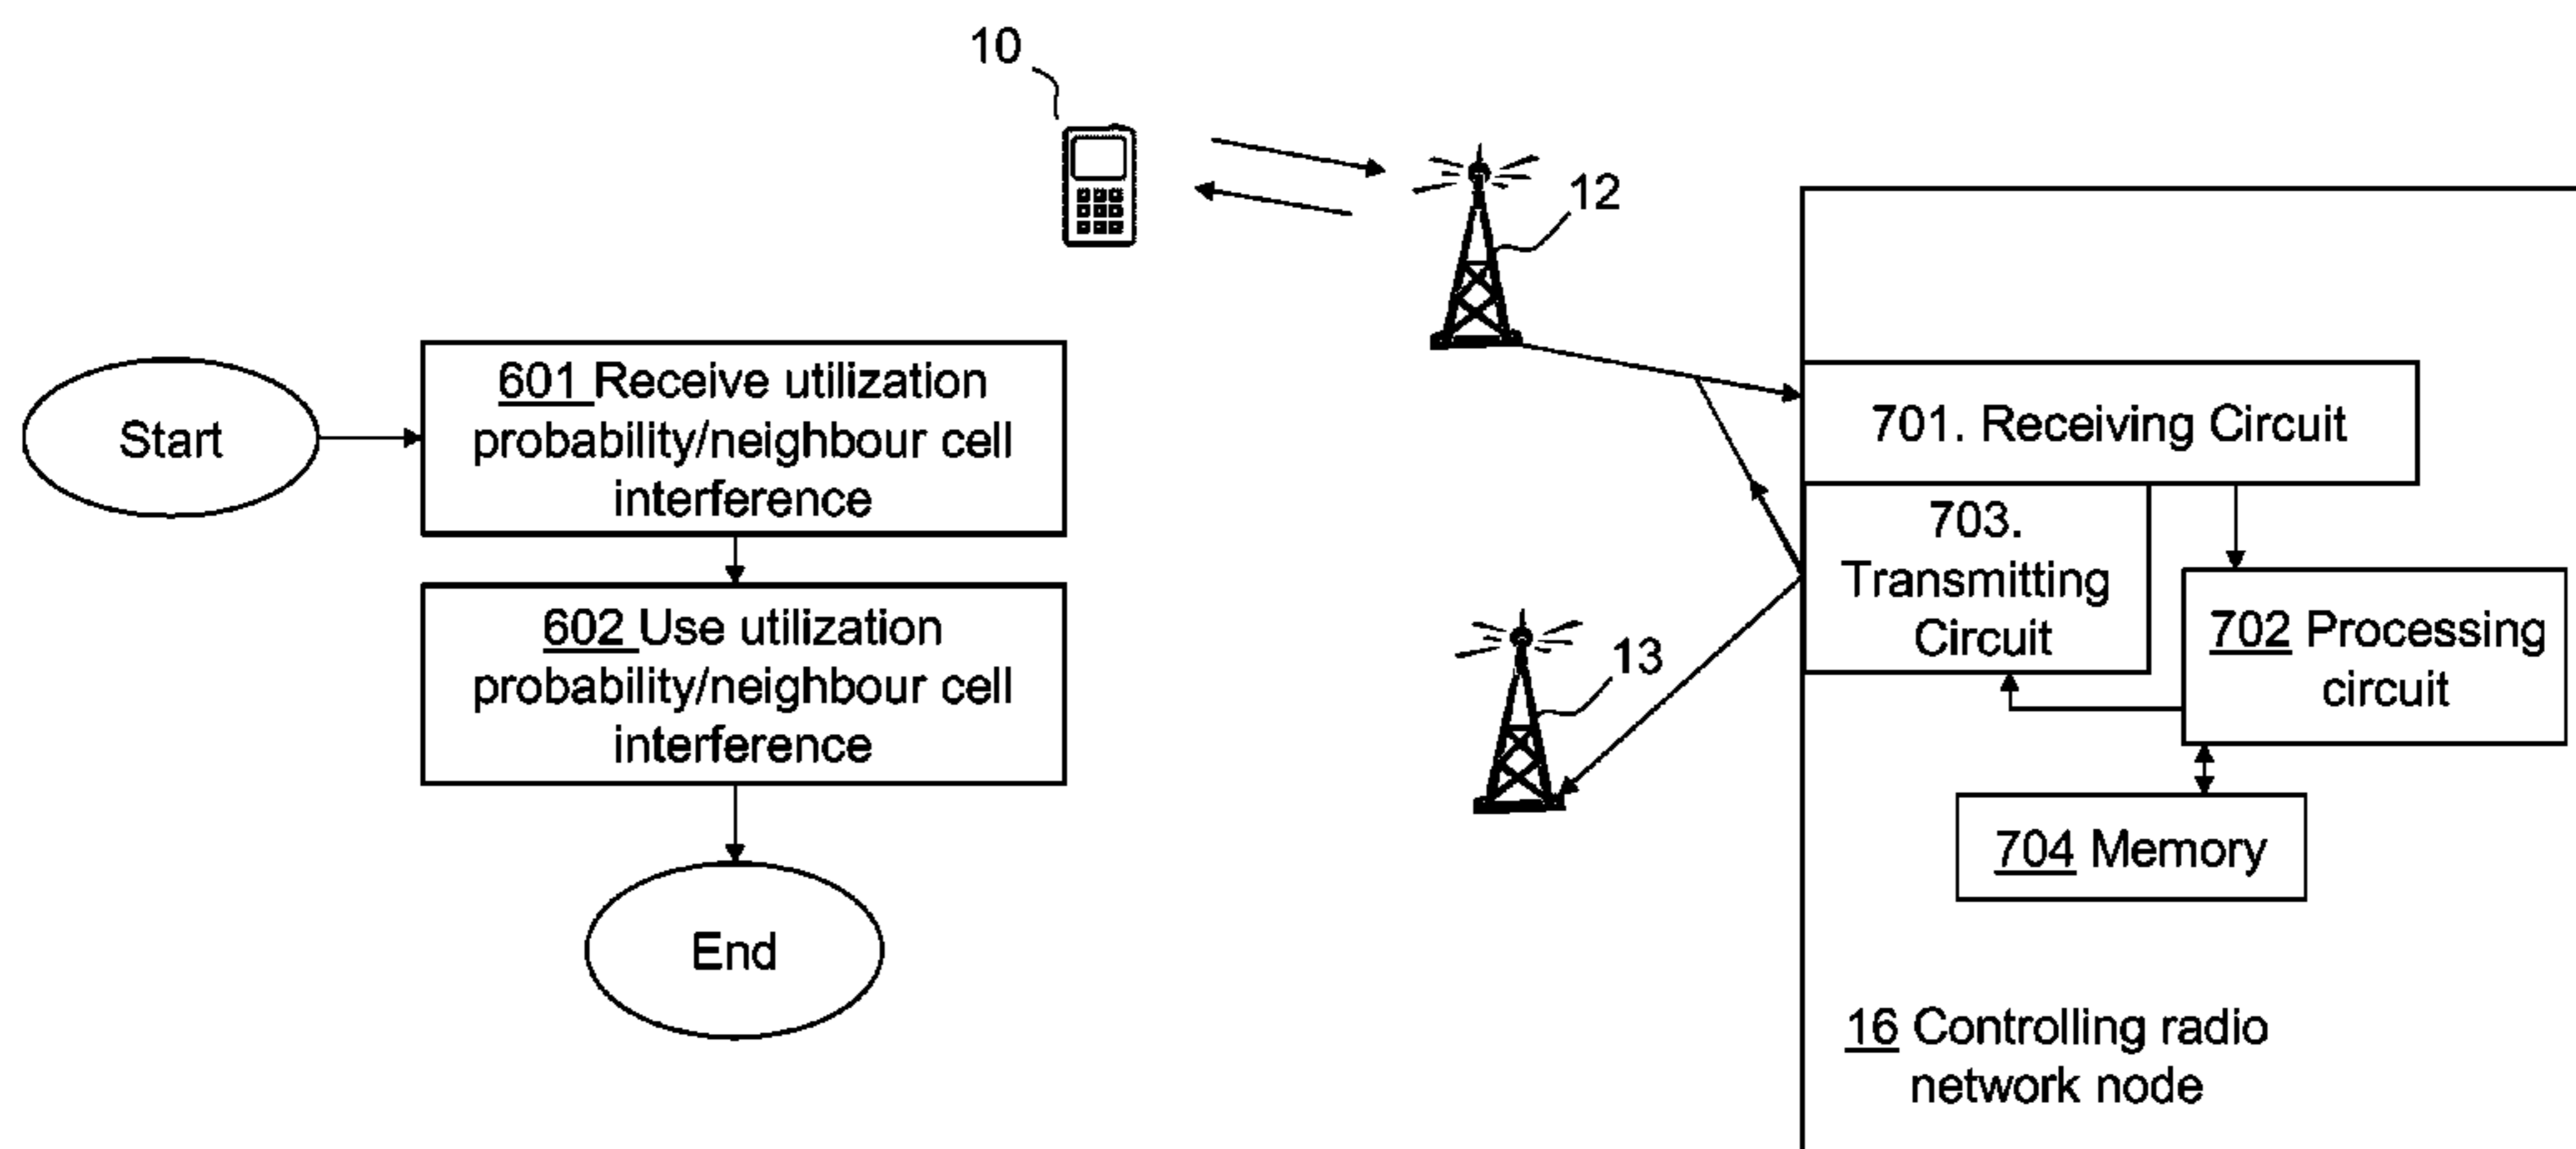 10
12
Start
601 Receive utilization
probability/neighbour cell
interference
602 Use utilization
probability/neighbour cell
interference
End
13
701. Receiving Circuit
703.
Transmitting
Circuit
702 Processing
circuit
704 Memory
16 Controlling radio
network node